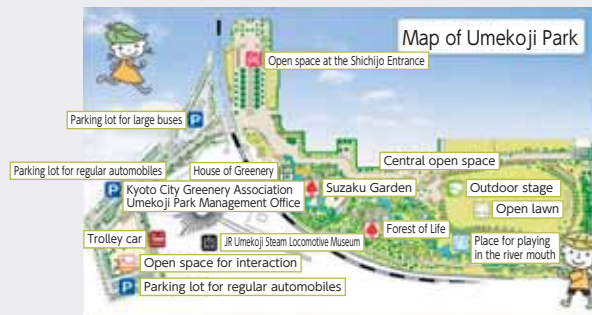 Map of Umekoji Park
Open space at the Shichijo Entrance
Parking lot for large buses
P
Central open space
Parking lot for regular automobiles
House of Greenery
P
Kyoto City Greenery Association
Umekoji Park Management Office
Suzaku Garden
Outdoor stage
Open lawn
Forest of Life
Trolley car
JR Umekoji Steam Locomotive Museum
Place for playing
in the river mouth
Open space for interaction
P
Parking lot for regular automobiles